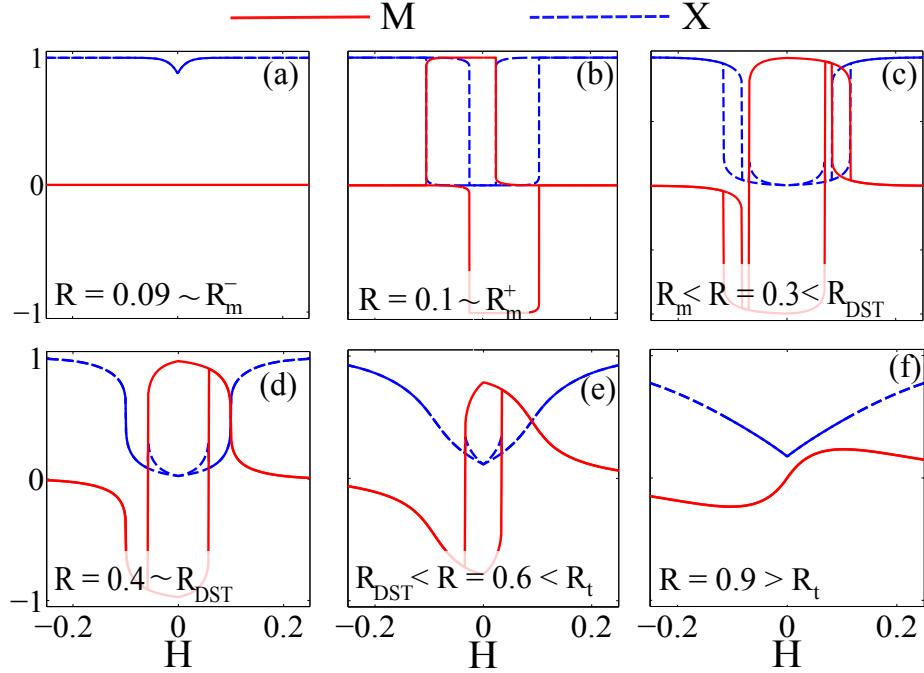 M X
1 (a) (b) (c)
0
R = 0.09 ~ R_m^- R = 0.1 ~ R_m^+ R_m < R = 0.3 < R_DST
−1
1 (d) (e) (f)
0
R = 0.4 ~ R_DST R_DST < R = 0.6 < R_t R = 0.9 > R_t
−1
−0.2 0 0.2 −0.2 0 0.2 −0.2 0 0.2
H H H